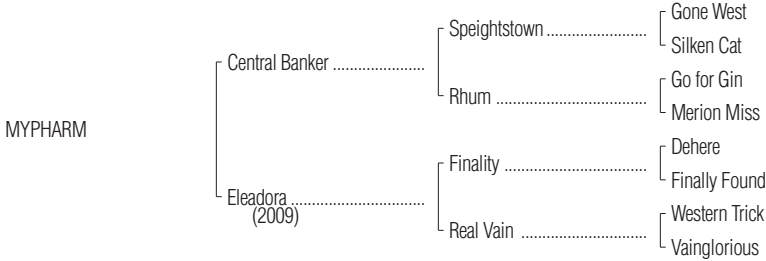 Gone West
Speightstown ........................
Silken Cat
Central Banker ......................
Go for Gin
Rhum ....................................
Merion Miss
MYPHARM
Dehere
Finality ..................................
Finally Found
Eleadora ................................
(2009)
Western Trick
Real Vain ..............................
Vainglorious